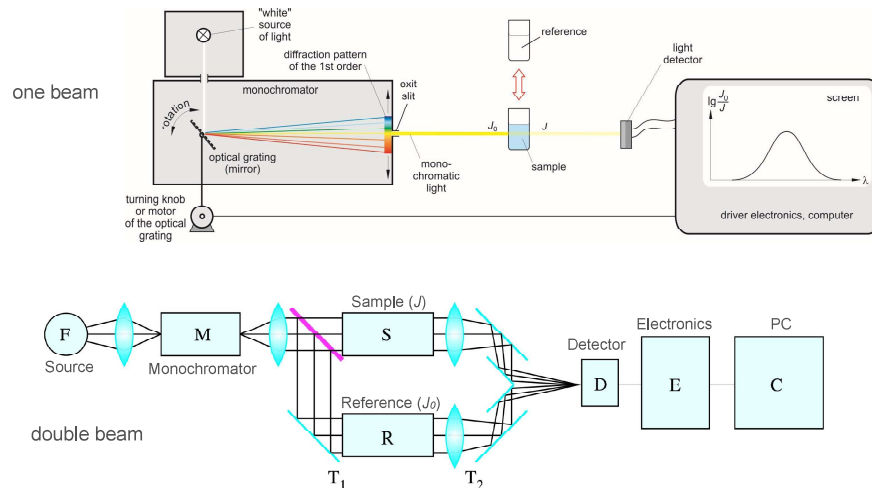 "white"
source
of light
one beam
monochromator
diffraction pattern
of the 1st order
oxit
slit
rotation
optical grating
(mirror)
mono-
chromatic
light
turning knob
or motor
of the optical
grating
reference
J₀
J
sample
light
detector
lg J₀/J
screen
λ
driver electronics, computer
double beam
F
Source
M
Monochromator
Sample (J)
S
Reference (J₀)
R
T₁
T₂
Detector
D
Electronics
E
PC
C